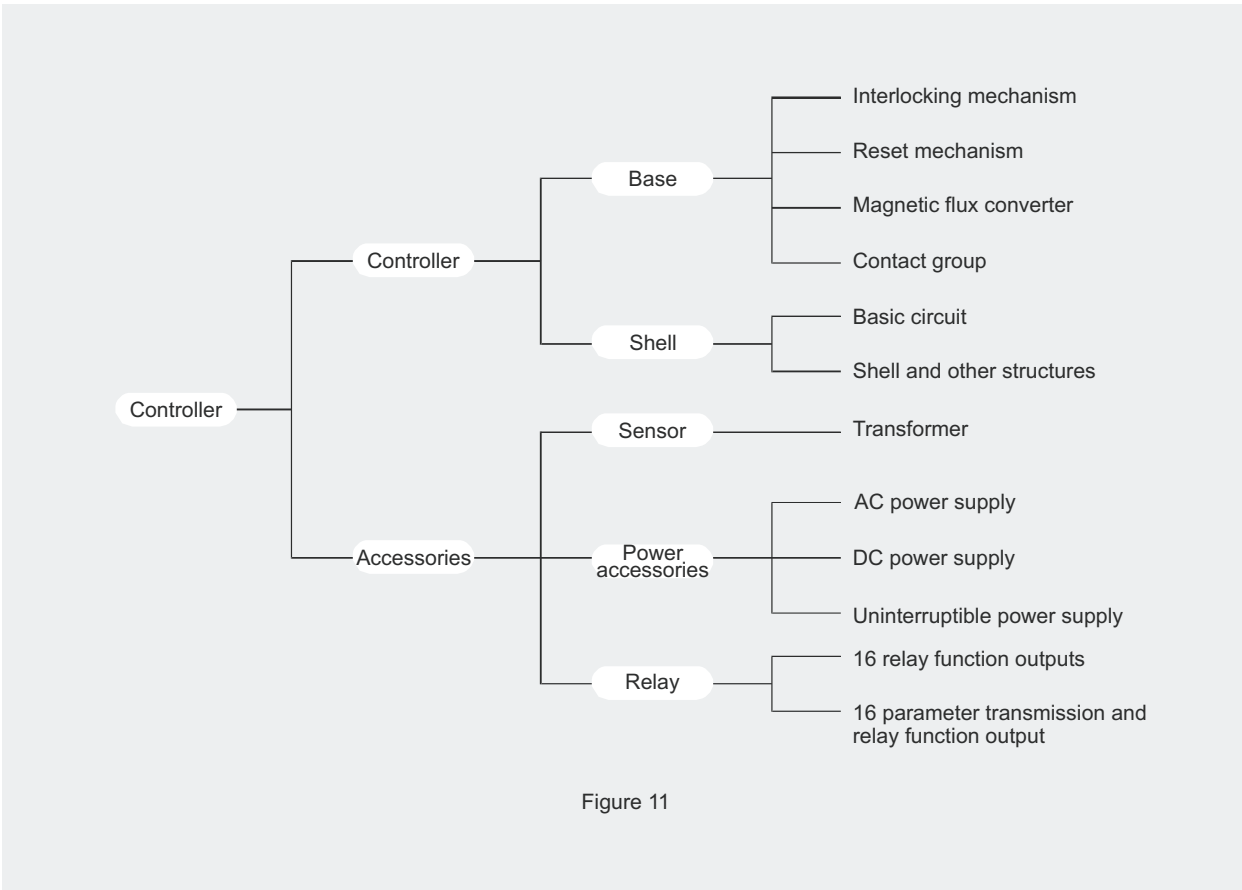 Interlocking mechanism
Reset mechanism
Base
Magnetic flux converter
Controller
Contact group
Basic circuit
Shell
Shell and other structures
Controller
Sensor
Transformer
AC power supply
Accessories
Power
accessories
DC power supply
Uninterruptible power supply
16 relay function outputs
Relay
16 parameter transmission and
relay function output
Figure 11